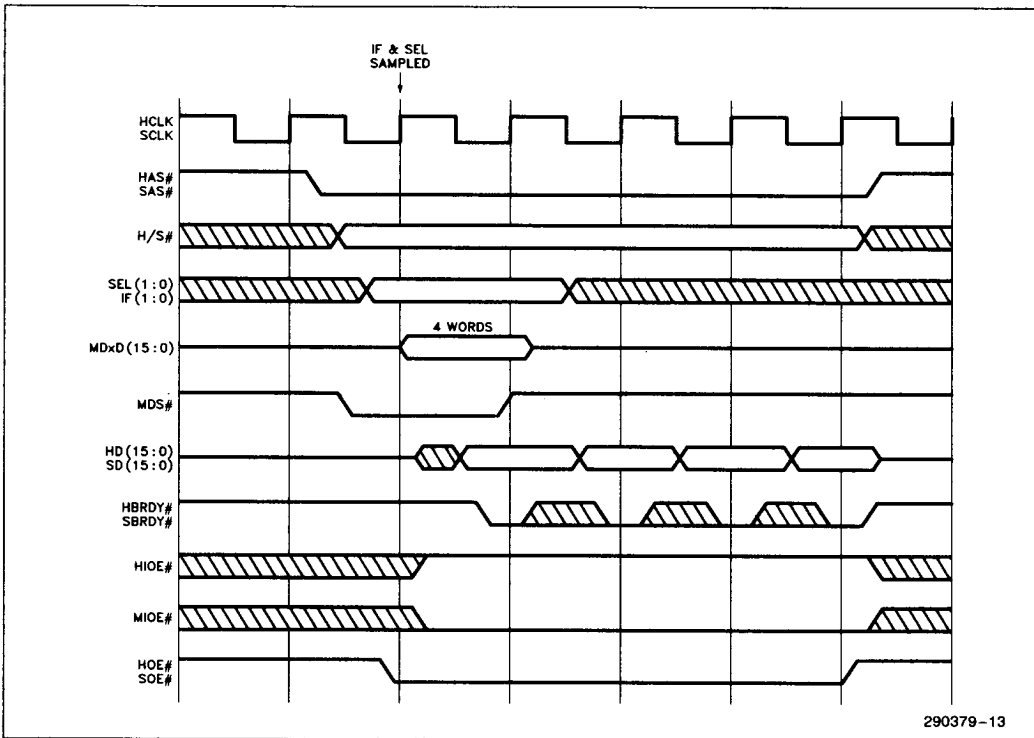 IF & SEL
SAMPLED
HCLK
SCLK
HAS#
SAS#
H/S#
SEL(1:0)
IF(1:0)
4 WORDS
MDxD(15:0)
MDS#
HD(15:0)
SD(15:0)
HBRDY#
SBRDY#
HIOE#
MIOE#
HOE#
SOE#
290379-13